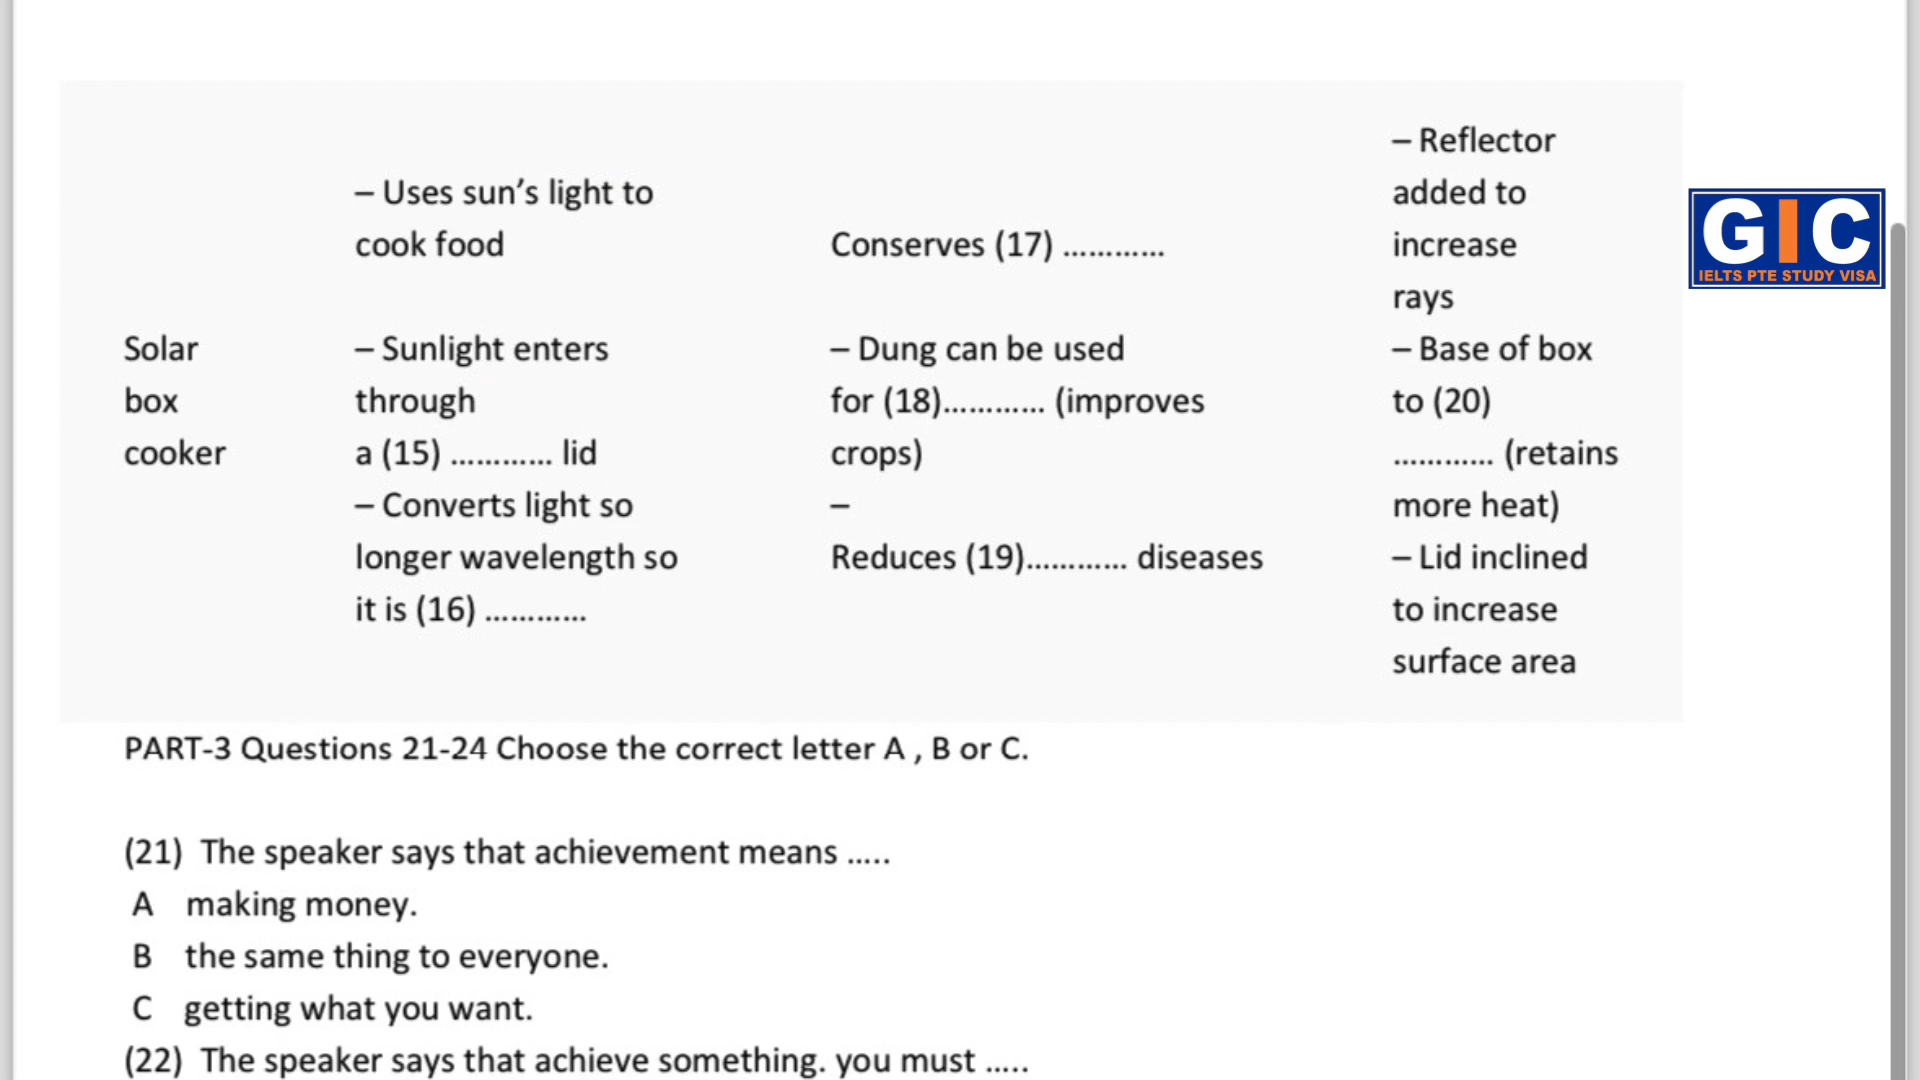 – Uses sun’s light to
cook food
Conserves (17) ............
– Reflector
added to
increase
rays
Solar
box
cooker
– Sunlight enters
through
a (15) ............ lid
– Converts light so
longer wavelength so
it is (16) ............
– Dung can be used
for (18)............ (improves
crops)
–
Reduces (19)............ diseases
– Base of box
to (20)
............ (retains
more heat)
– Lid inclined
to increase
surface area
GIC
IELTS PTE STUDY VISA
PART-3 Questions 21-24 Choose the correct letter A , B or C.
(21) The speaker says that achievement means .....
A making money.
B the same thing to everyone.
C getting what you want.
(22) The speaker says that achieve something. you must .....